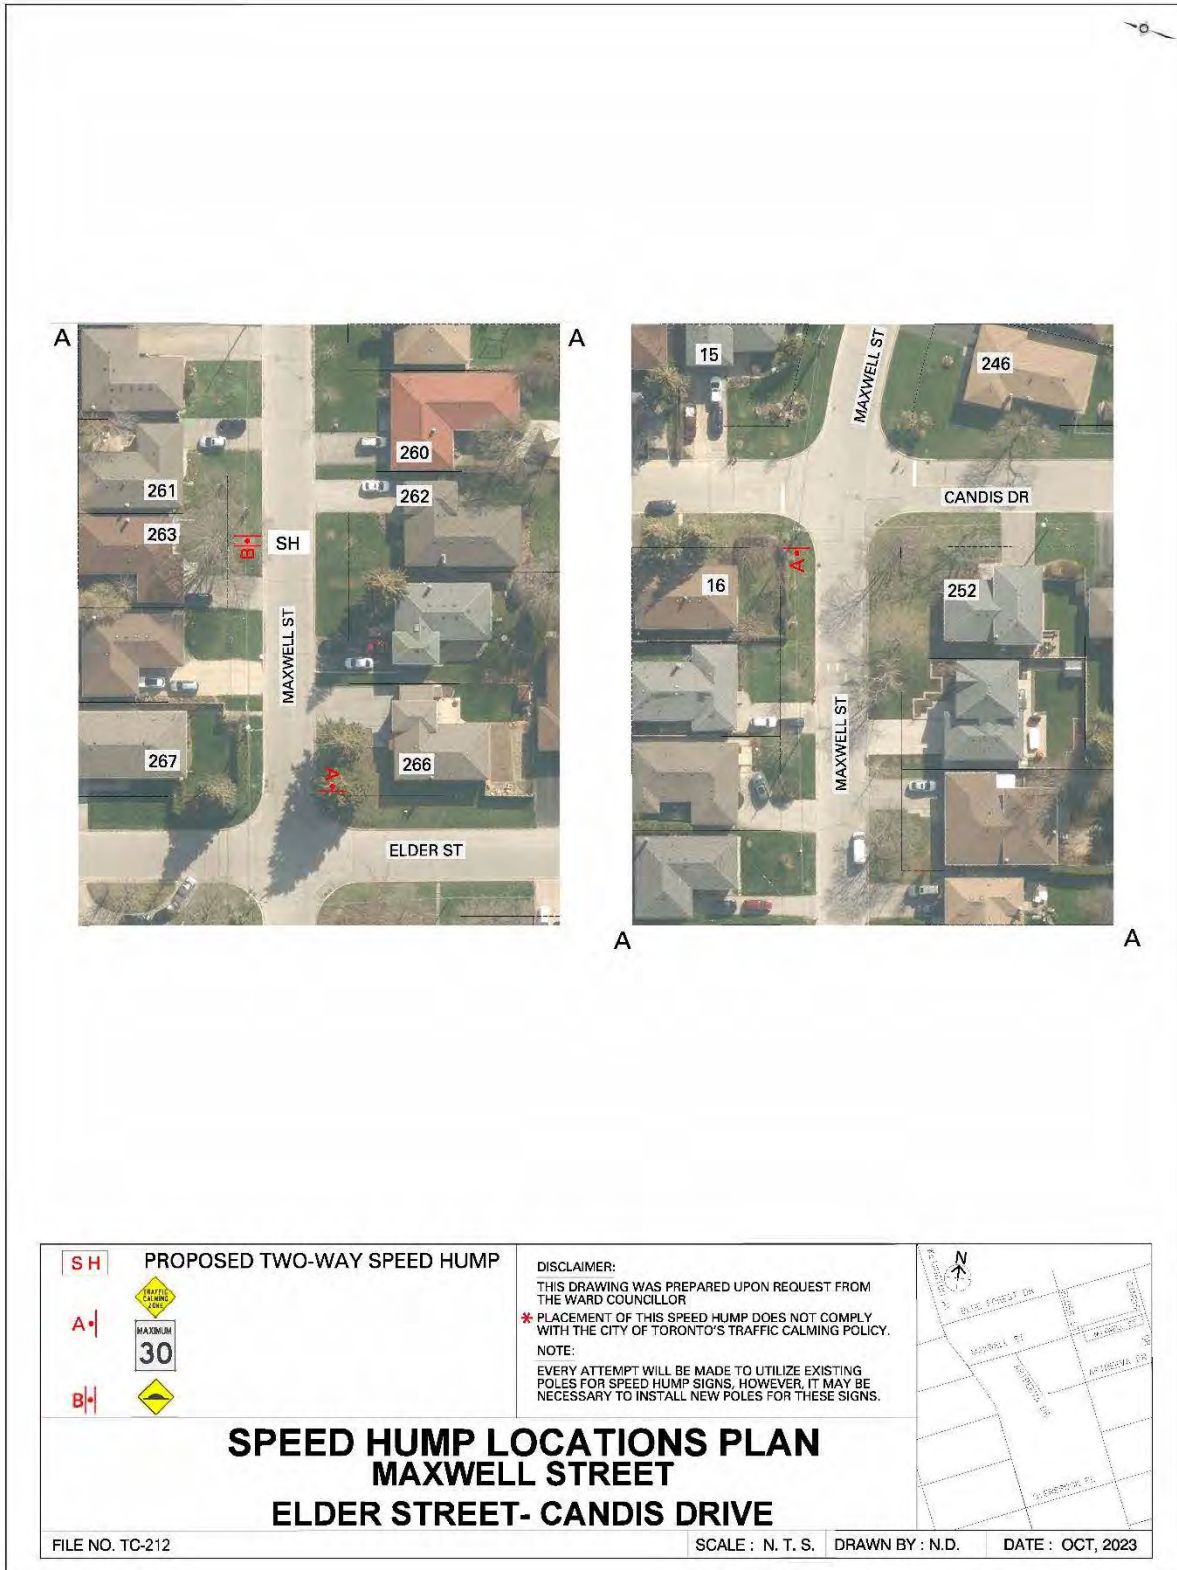 A
A
261
263
260
262
B
SH
MAXWELL ST
267
A
266
ELDER ST
15
MAXWELL ST
246
CANDIS DR
A
16
252
MAXWELL ST
A
A
SH PROPOSED TWO-WAY SPEED HUMP
TRAFFIC
CALMING
ZONE
A
MAXIMUM
30
B
DISCLAIMER:
THIS DRAWING WAS PREPARED UPON REQUEST FROM
THE WARD COUNCILLOR
* PLACEMENT OF THIS SPEED HUMP DOES NOT COMPLY
WITH THE CITY OF TORONTO'S TRAFFIC CALMING POLICY.
NOTE:
EVERY ATTEMPT WILL BE MADE TO UTILIZE EXISTING
POLES FOR SPEED HUMP SIGNS, HOWEVER, IT MAY BE
NECESSARY TO INSTALL NEW POLES FOR THESE SIGNS.
N
MAXWELL ST
SPEED HUMP LOCATIONS PLAN
MAXWELL STREET
ELDER STREET- CANDIS DRIVE
FILE NO. TC-212
SCALE : N. T. S.
DRAWN BY : N.D.
DATE : OCT, 2023